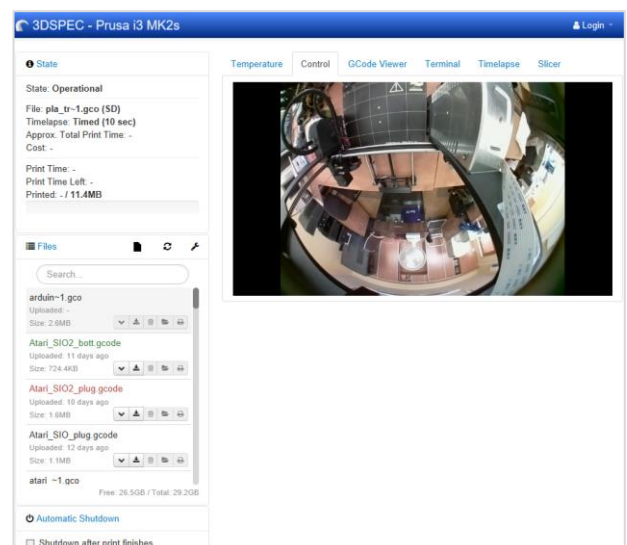 3DSPEC - Prusa i3 MK2s
Login
State
State: Operational
File: pla_tr~1.gco (SD)
Timelapse: Timed (10 sec)
Approx. Total Print Time: -
Cost: -
Print Time: -
Print Time Left: -
Printed: - / 11.4MB
Files
Search...
arduin~1.gco
Uploaded: -
Size: 2.6MB
Atari_SIO2_bott.gcode
Uploaded: 11 days ago
Size: 724.4KB
Atari_SIO2_plug.gcode
Uploaded: 10 days ago
Size: 1.6MB
Atari_SIO_plug.gcode
Uploaded: 12 days ago
Size: 1.1MB
atari_~1.gco
Free: 26.5GB / Total: 29.2GB
Automatic Shutdown
Shutdown after print finishes
Temperature Control GCode Viewer Terminal Timelapse Slicer